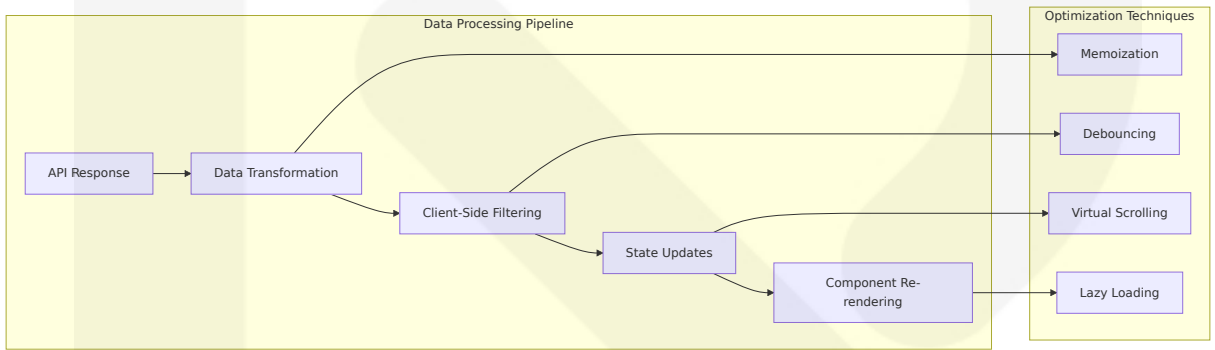 Data Processing Pipeline
Optimization Techniques
Memoization
Debouncing
API Response
Data Transformation
Client-Side Filtering
Virtual Scrolling
State Updates
Component Re-
rendering
Lazy Loading